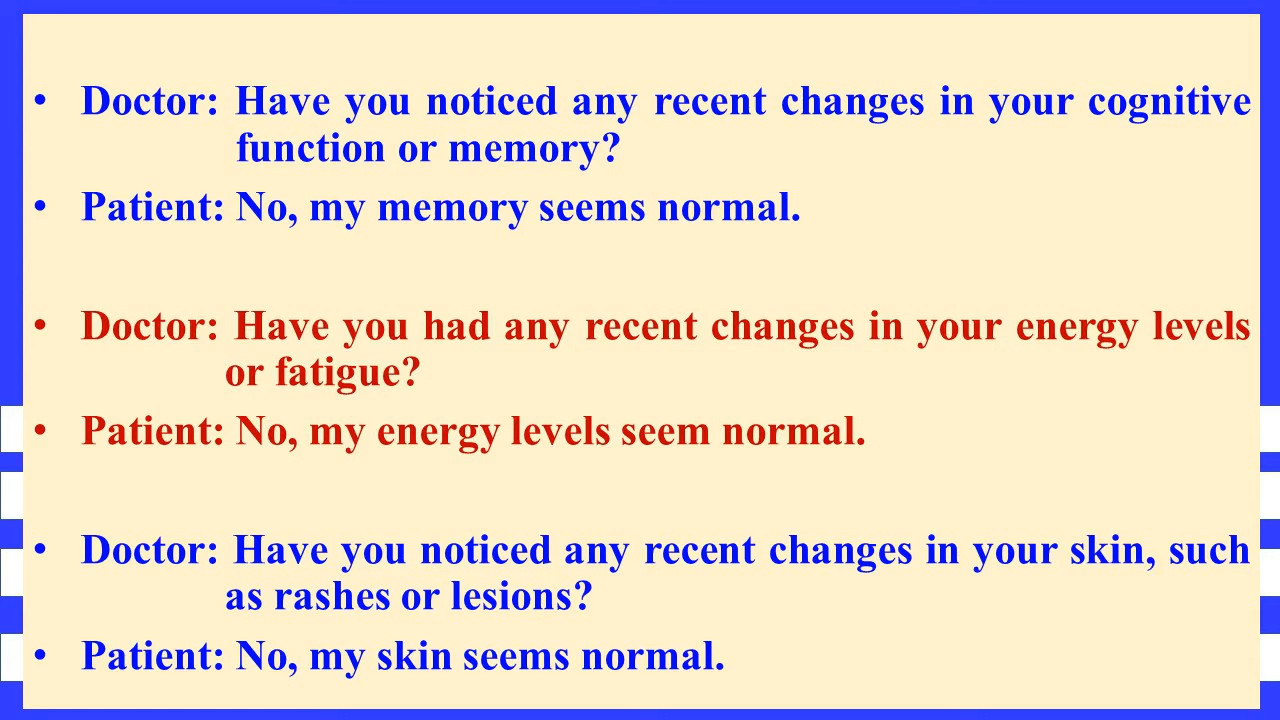 • Doctor: Have you noticed any recent changes in your cognitive
function or memory?
• Patient: No, my memory seems normal.
• Doctor: Have you had any recent changes in your energy levels
or fatigue?
• Patient: No, my energy levels seem normal.
• Doctor: Have you noticed any recent changes in your skin, such
as rashes or lesions?
• Patient: No, my skin seems normal.